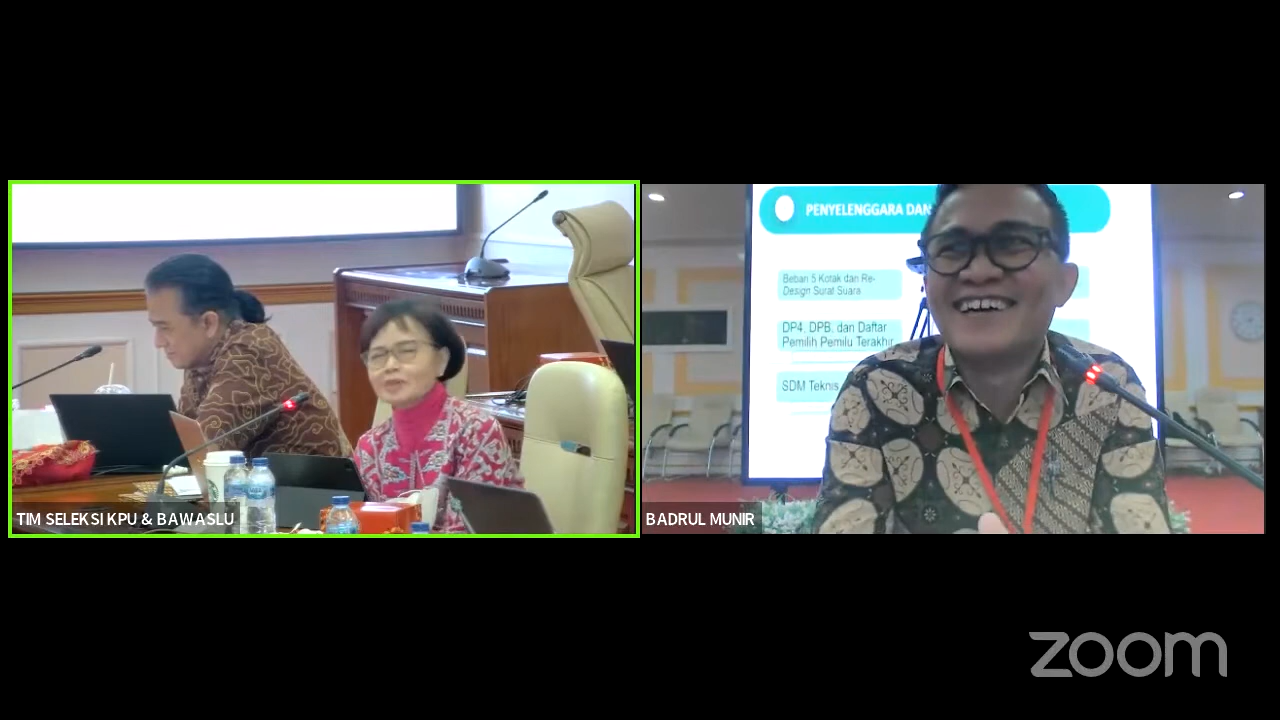 PENYELENGGARA DAN
Beban 5 Kotak dan Re-
Design Surat Suara
DP4, DPB, dan Daftar
Pemilih Pemilu Terakhir
SDM Teknis
TIM SELEKSI KPU & BAWASLU
BADRUL MUNIR
zoom